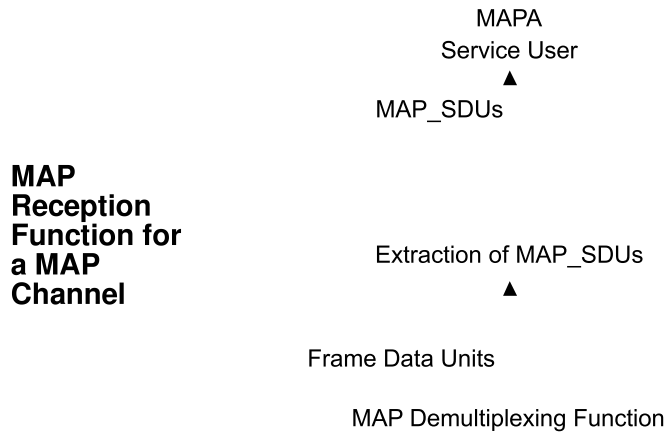 MAPA
Service User
MAP_SDUs
MAP
Reception
Function for
a MAP
Channel
Extraction of MAP_SDUs
Frame Data Units
MAP Demultiplexing Function